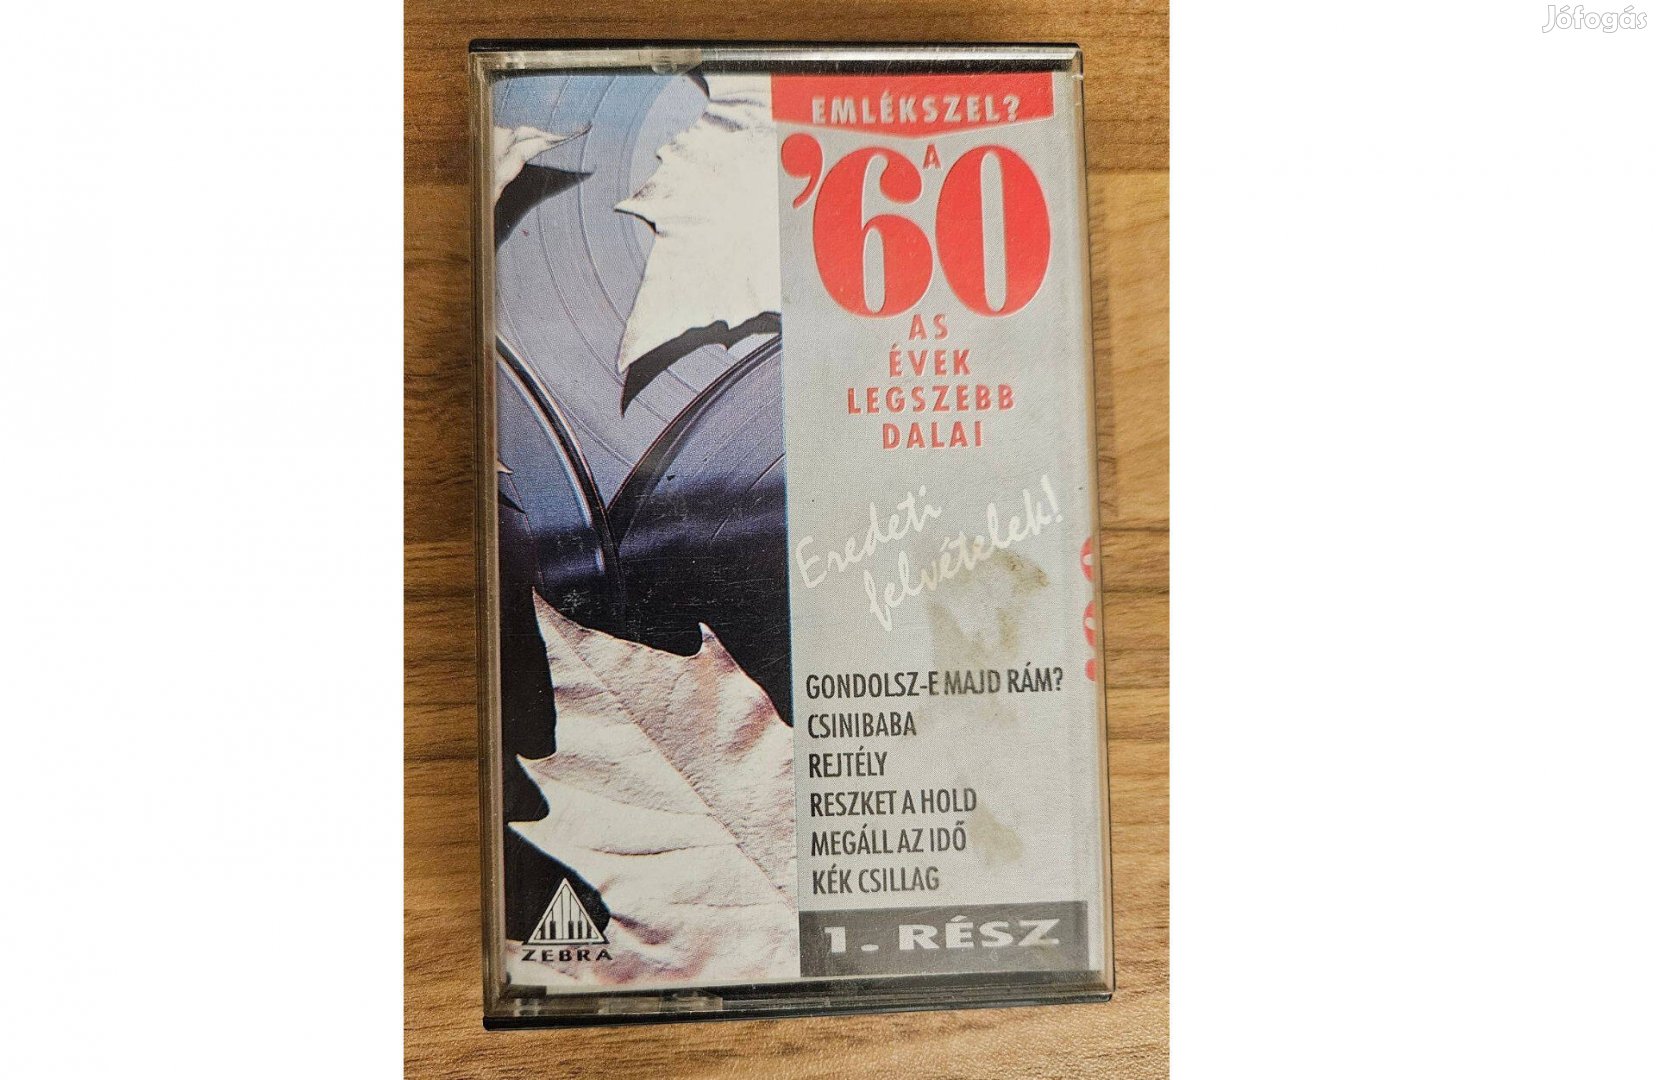 Jófogás
EMLÉKSZEL?
A
'60
AS
ÉVEK
LEGSZEBB
DALAI
Eredeti
felvételek!
GONDOLSZ-E MAJD RÁM?
CSINIBABA
REJTÉLY
RESZKET A HOLD
MEGÁLL AZ IDŐ
KÉK CSILLAG
1. RÉSZ
ZEBRA
'60